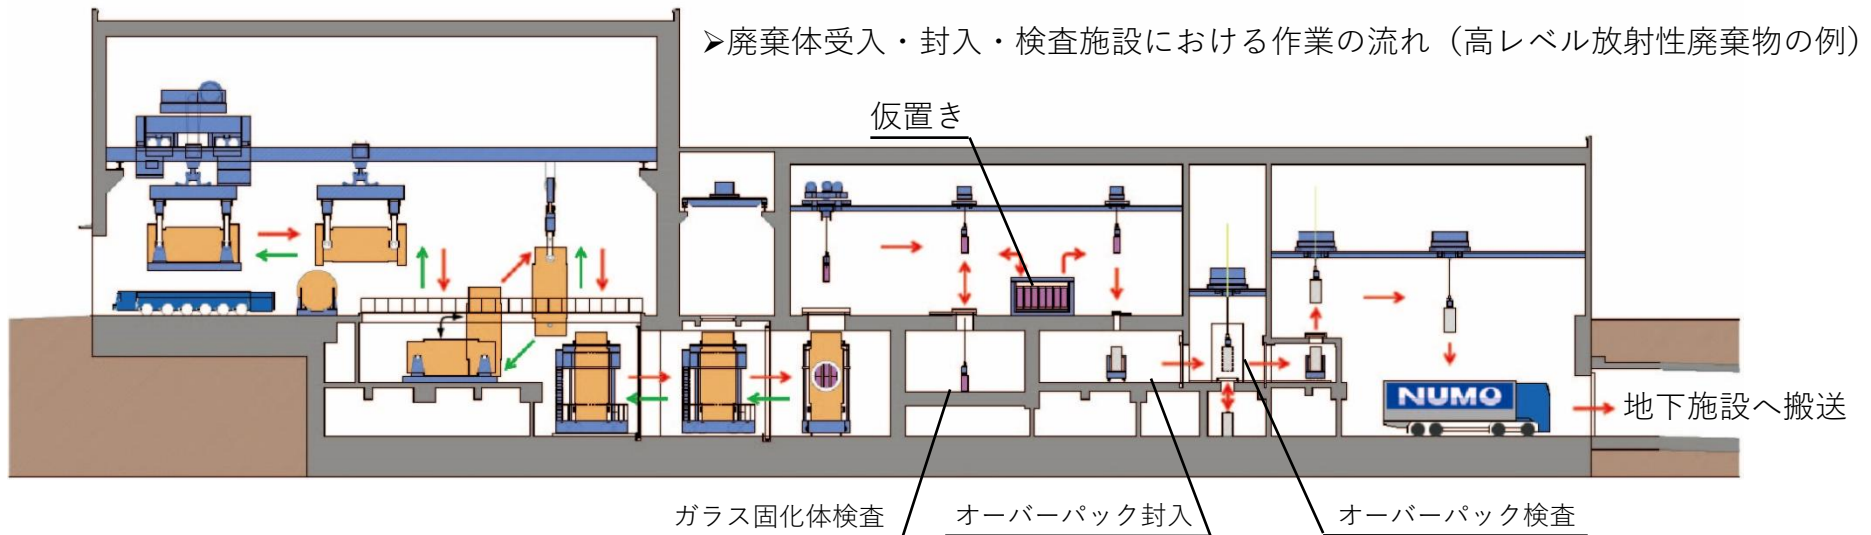 ➢廃棄体受入・封入・検査施設における作業の流れ（高レベル放射性廃棄物の例）
仮置き
NUMO
地下施設へ搬送
ガラス固化体検査
オーバーパック封入
オーバーパック検査